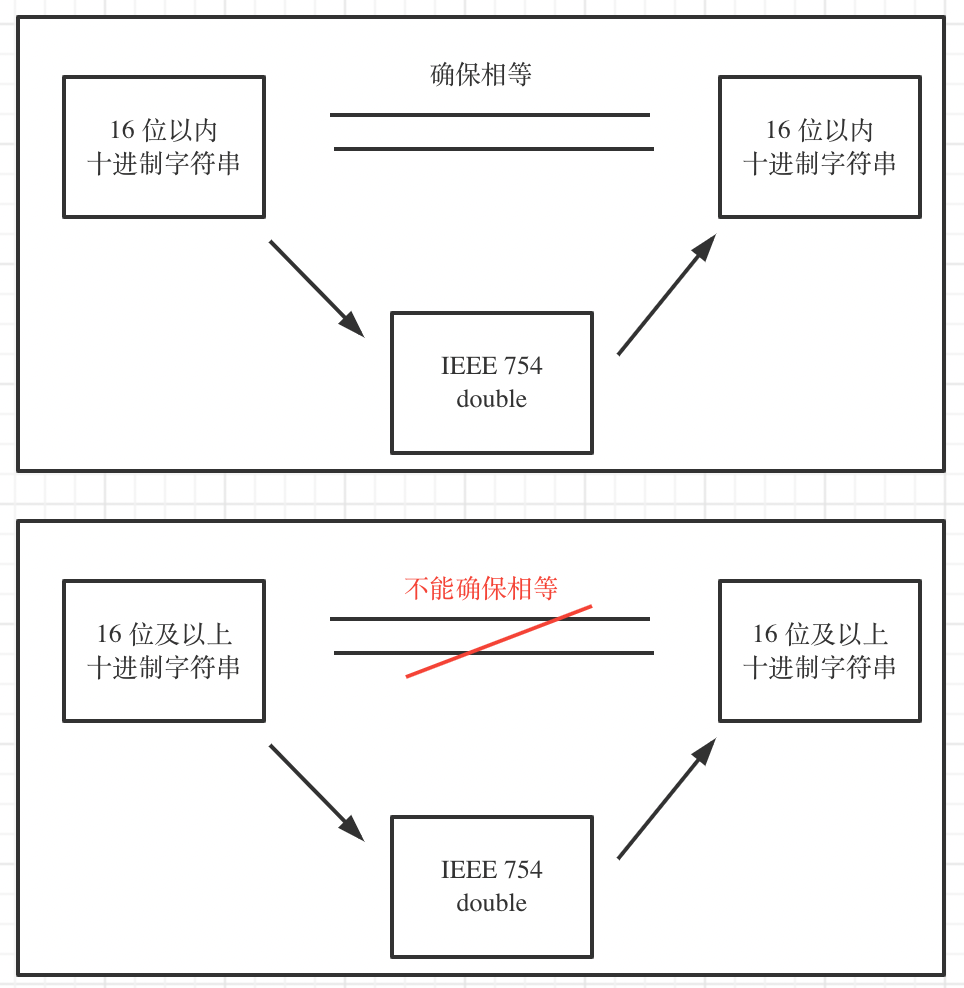 确保相等
16 位以内
十进制字符串
16 位以内
十进制字符串
IEEE 754
double
不能确保相等
16 位及以上
十进制字符串
16 位及以上
十进制字符串
IEEE 754
double